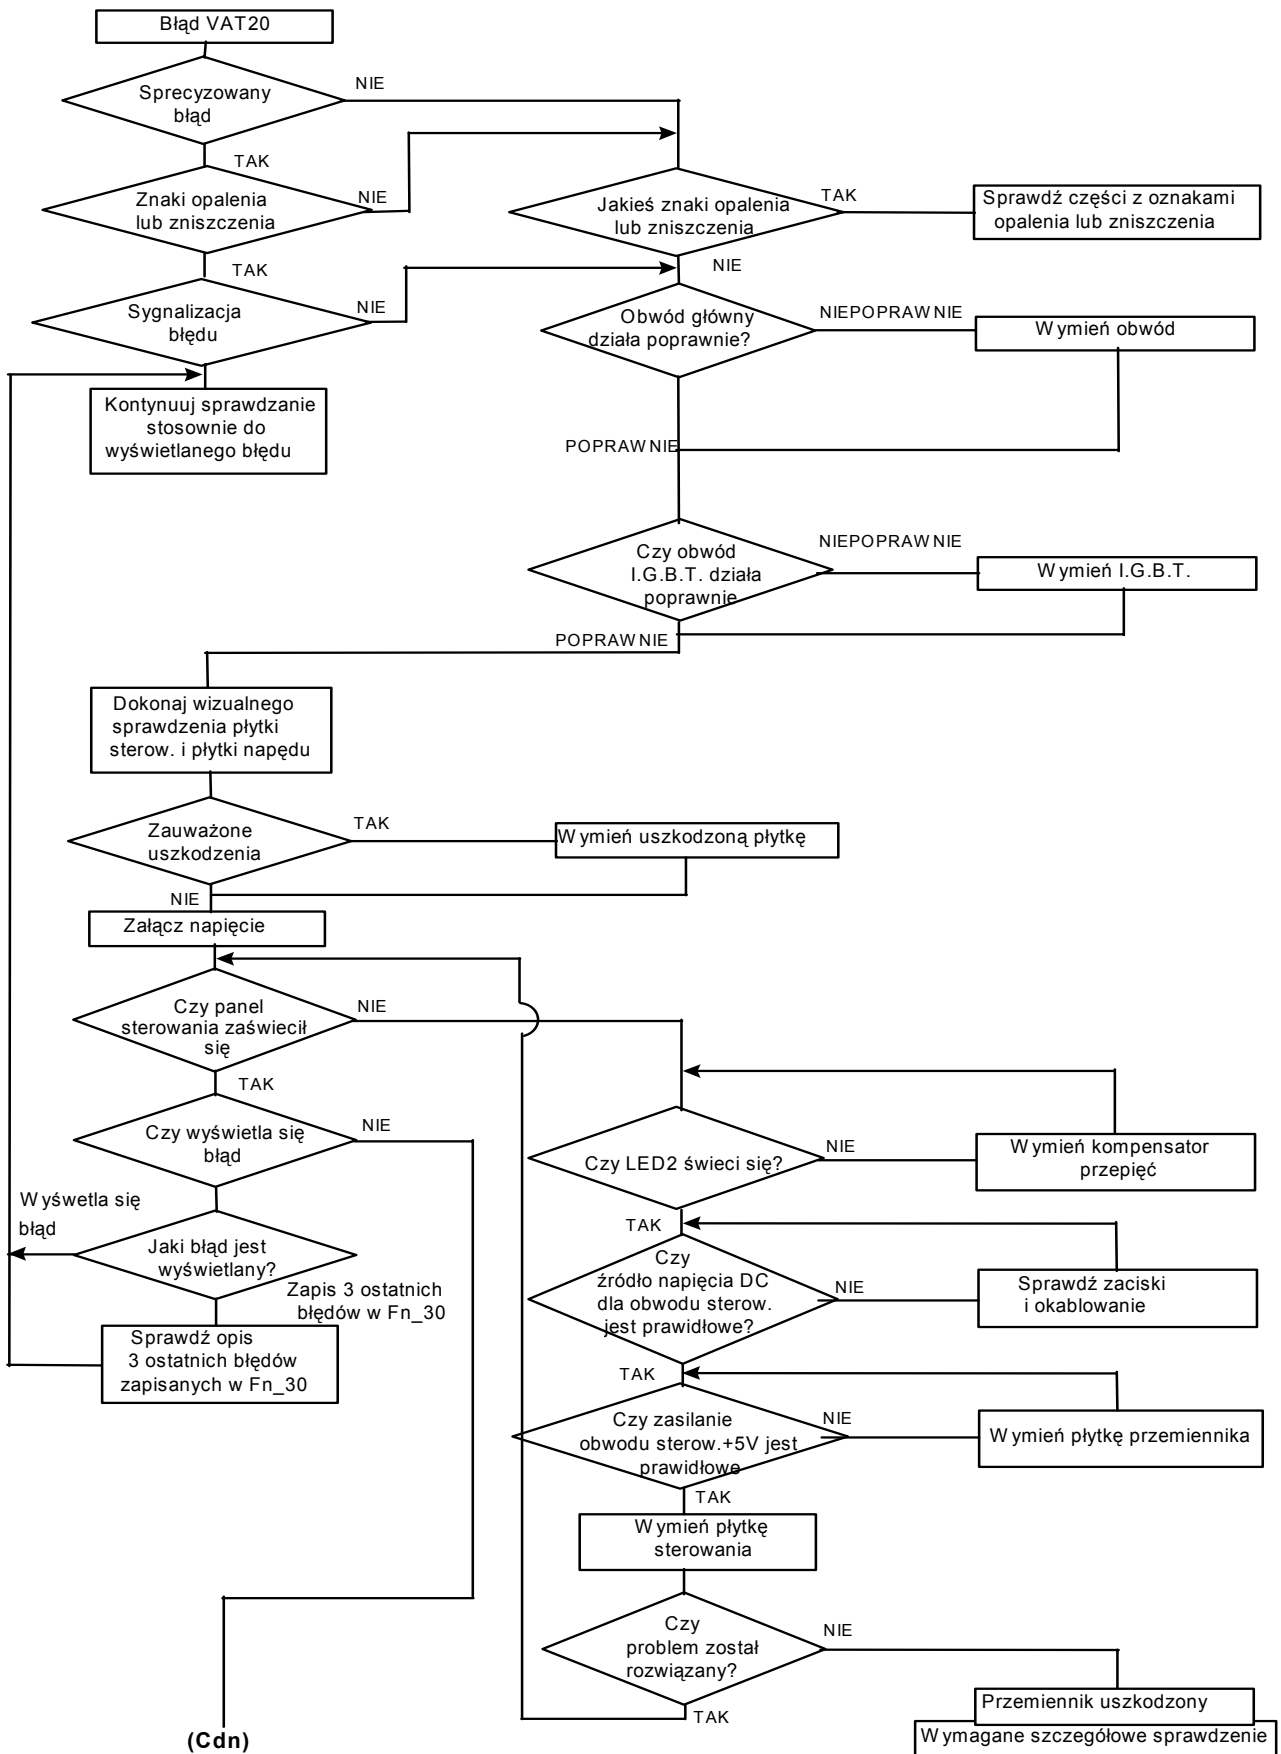 Błąd VAT20
Sprecyzowany
błąd
NIE
TAK
Znaki opalenia
lub zniszczenia
NIE
Jakieś znaki opalenia
lub zniszczenia
TAK
Sprawdź części z oznakami
opalenia lub zniszczenia
TAK
NIE
Sygnalizacja
błędu
NIE
Obwód główny
działa poprawnie?
NIEPOPRAWNIE
Wymień obwód
Kontynuuj sprawdzanie
stosownie do
wyświetlanego błędu
POPRAWNIE
Czy obwód
I.G.B.T. działa
poprawnie
NIEPOPRAWNIE
Wymień I.G.B.T.
POPRAWNIE
Dokonaj wizualnego
sprawdzenia płytki
sterow. i płytki napędu
Zauważone
uszkodzenia
TAK
Wymień uszkodzoną płytkę
NIE
Załącz napięcie
Czy panel
sterowania zaświecił
się
NIE
TAK
Czy wyświetla się
błąd
NIE
Czy LED2 świeci się?
NIE
Wymień kompensator
przepięć
Wyśwetla się
błąd
TAK
Jaki błąd jest
wyświetlany?
Zapis 3 ostatnich
błędów w Fn_30
Czy
źródło napięcia DC
dla obwodu sterow.
jest prawidłowe?
NIE
Sprawdź zaciski
i okablowanie
Sprawdź opis
3 ostatnich błędów
zapisanych w Fn_30
TAK
Czy zasilanie
obwodu sterow.+5V jest
prawidłowe
NIE
Wymień płytkę przemiennika
TAK
Wymień płytkę
sterowania
Czy
problem został
rozwiązany?
NIE
TAK
Przemiennik uszkodzony
Wymagane szczegółowe sprawdzenie
(Cdn)